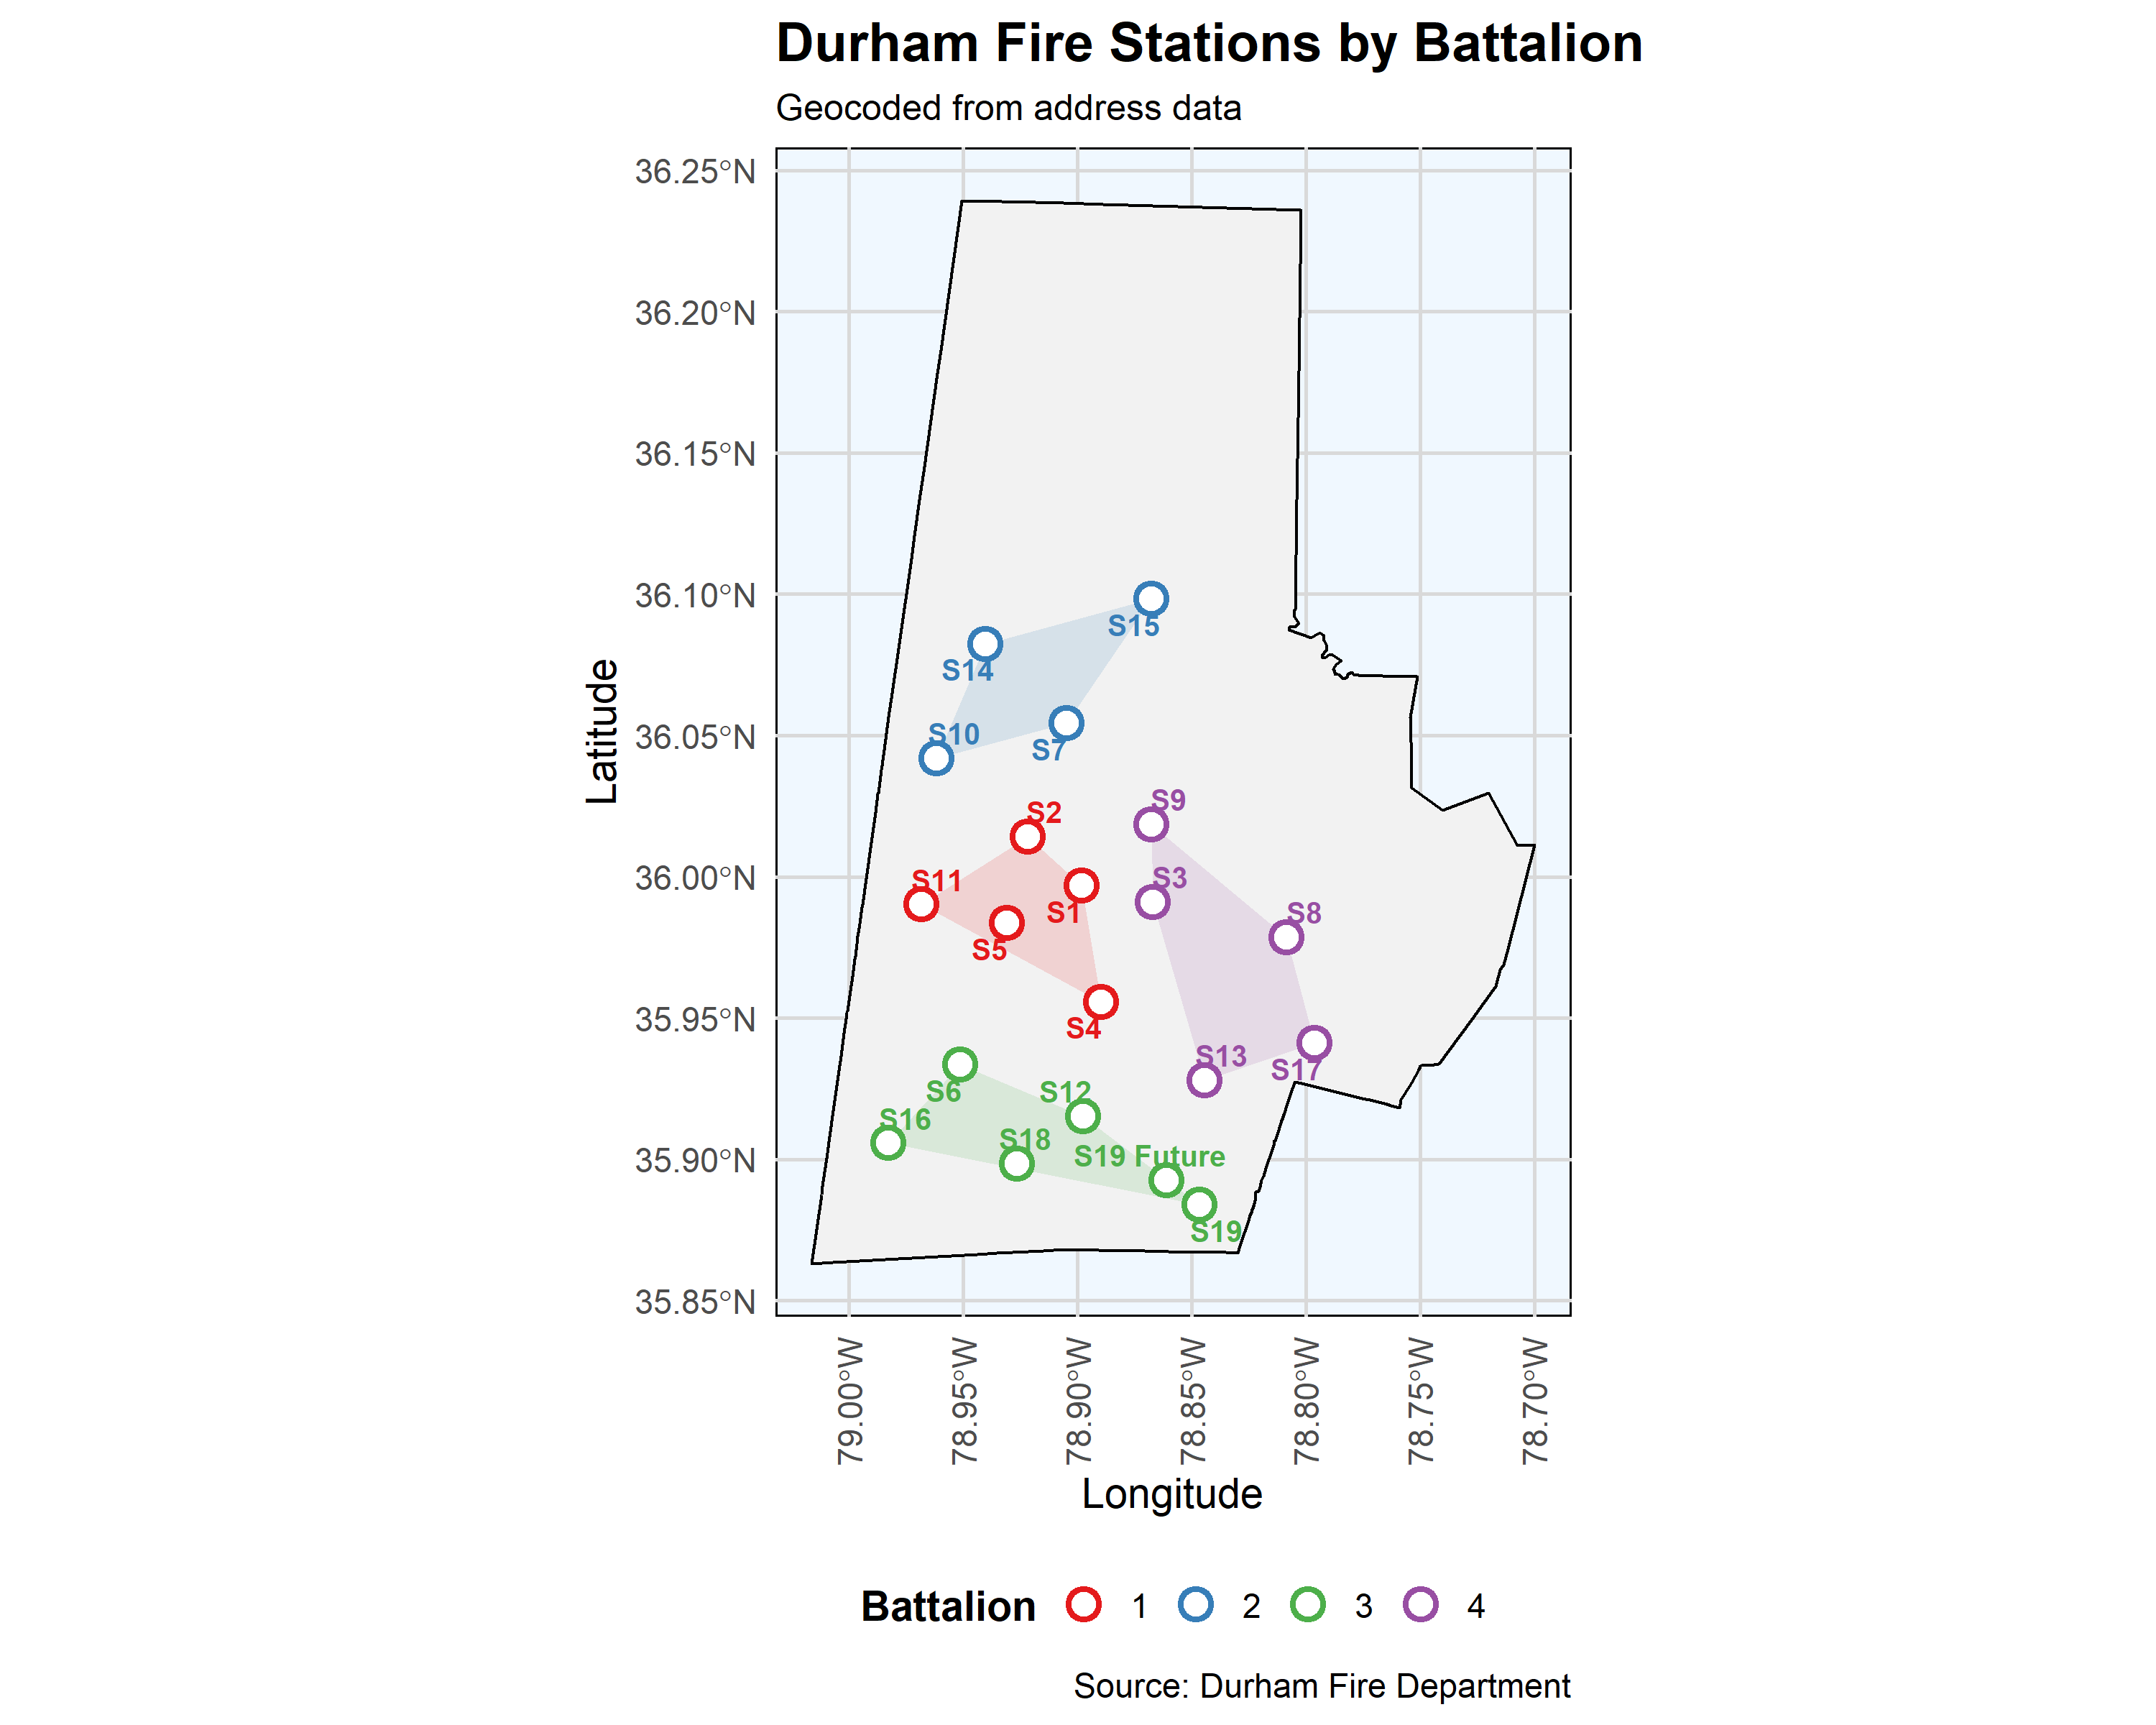 Durham Fire Stations by Battalion
Geocoded from address data
36.25°N
36.20°N
36.15°N
36.10°N
36.05°N
36.00°N
35.95°N
35.90°N
35.85°N
Latitude
S15
S14
S10
S7
S9
S2
S3
S11
S1
S8
S5
S4
S13
S17
S6
S12
S16
S18
S19 Future
S19
79.00°W
78.95°W
78.90°W
78.85°W
78.80°W
78.75°W
78.70°W
Longitude
Battalion 1 2 3 4
Source: Durham Fire Department